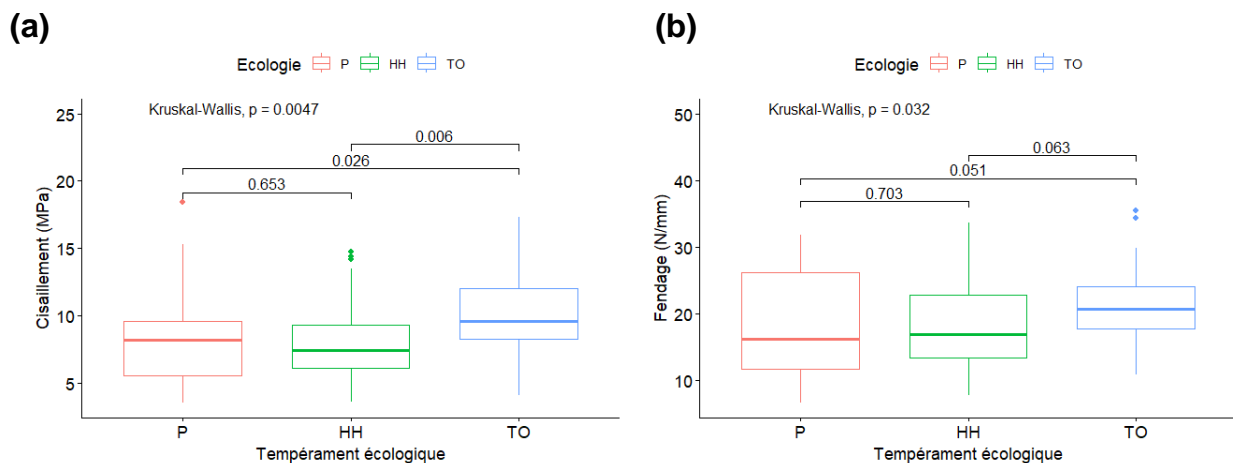 (a)
Ecologie P HH TO
Kruskal-Wallis, p = 0.0047
0.006
0.026
0.653
25
20
15
10
5
Cisaillement (MPa)
P HH TO
Tempérament écologique
(b)
Ecologie P HH TO
Kruskal-Wallis, p = 0.032
0.063
0.051
0.703
50
40
30
20
10
Fendage (N/mm)
P HH TO
Tempérament écologique